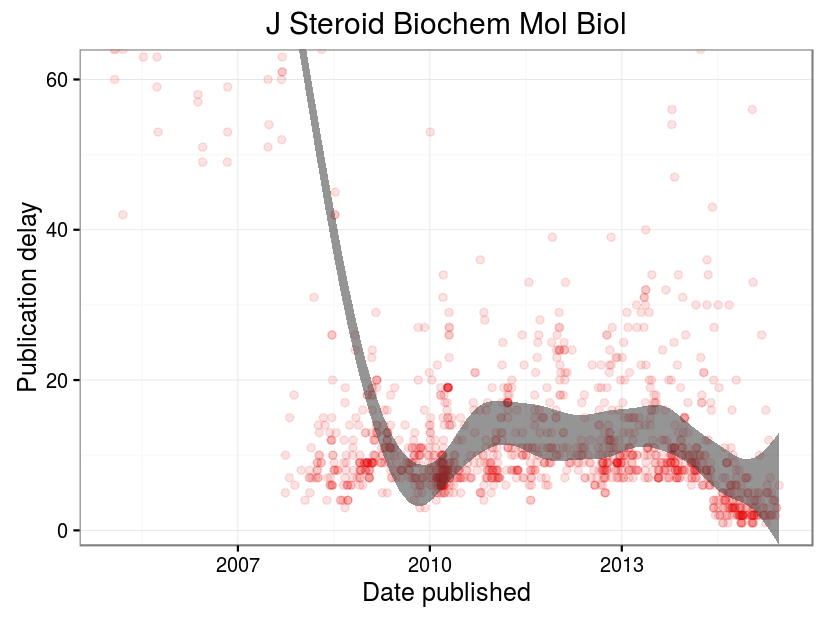 J Steroid Biochem Mol Biol
60
40
20
0
Publication delay
2007 2010 2013
Date published